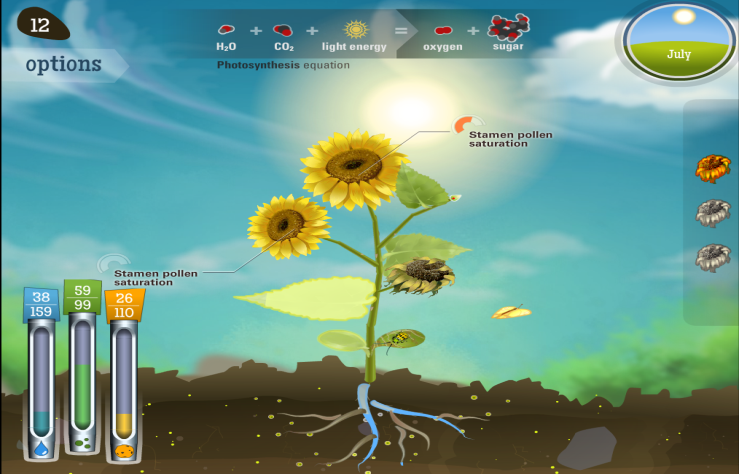 12
options
H₂O + CO₂ + light energy = oxygen + sugar
Photosynthesis equation
July
Stamen pollen
saturation
Stamen pollen
saturation
38
159
59
99
26
110